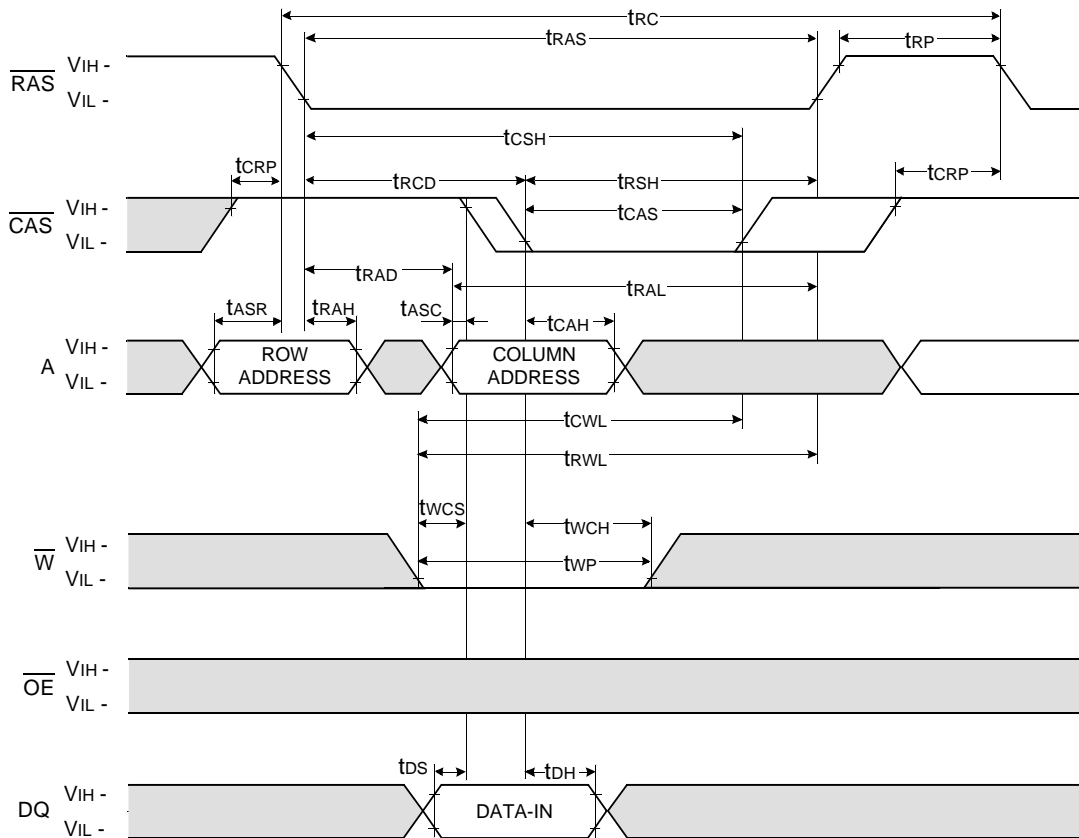 tRC
tRAS
tRP
RAS
VIH -
VIL -
tCSH
tCRP
tRCD
tRSH
tCRP
CAS
VIH -
VIL -
tCAS
tRAD
tRAL
tASR
tRAH
tASC
tCAH
A
VIH -
VIL -
ROW
ADDRESS
COLUMN
ADDRESS
tCWL
tRWL
tWCS
tWCH
W
VIH -
VIL -
tWP
OE
VIH -
VIL -
tDS
tDH
DQ
VIH -
VIL -
DATA-IN